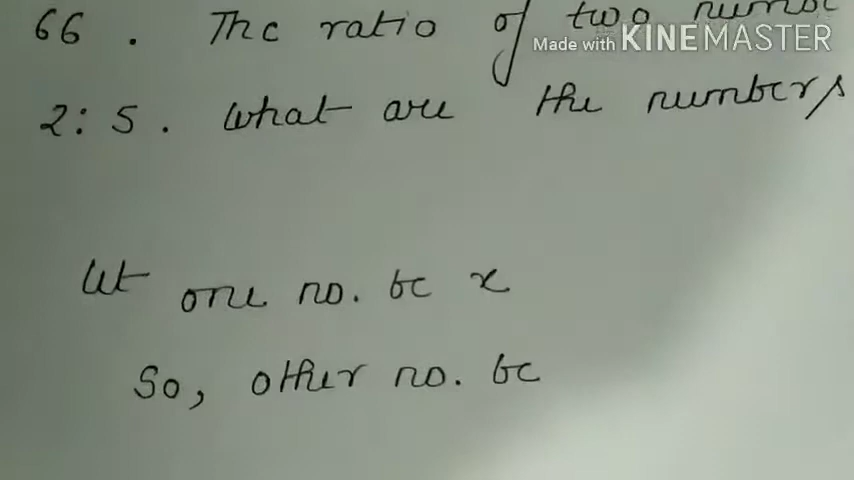 66. The ratio of two
Made with KINEMASTER
2:5. What are the numbers
Let one no. be x
So, other no. be